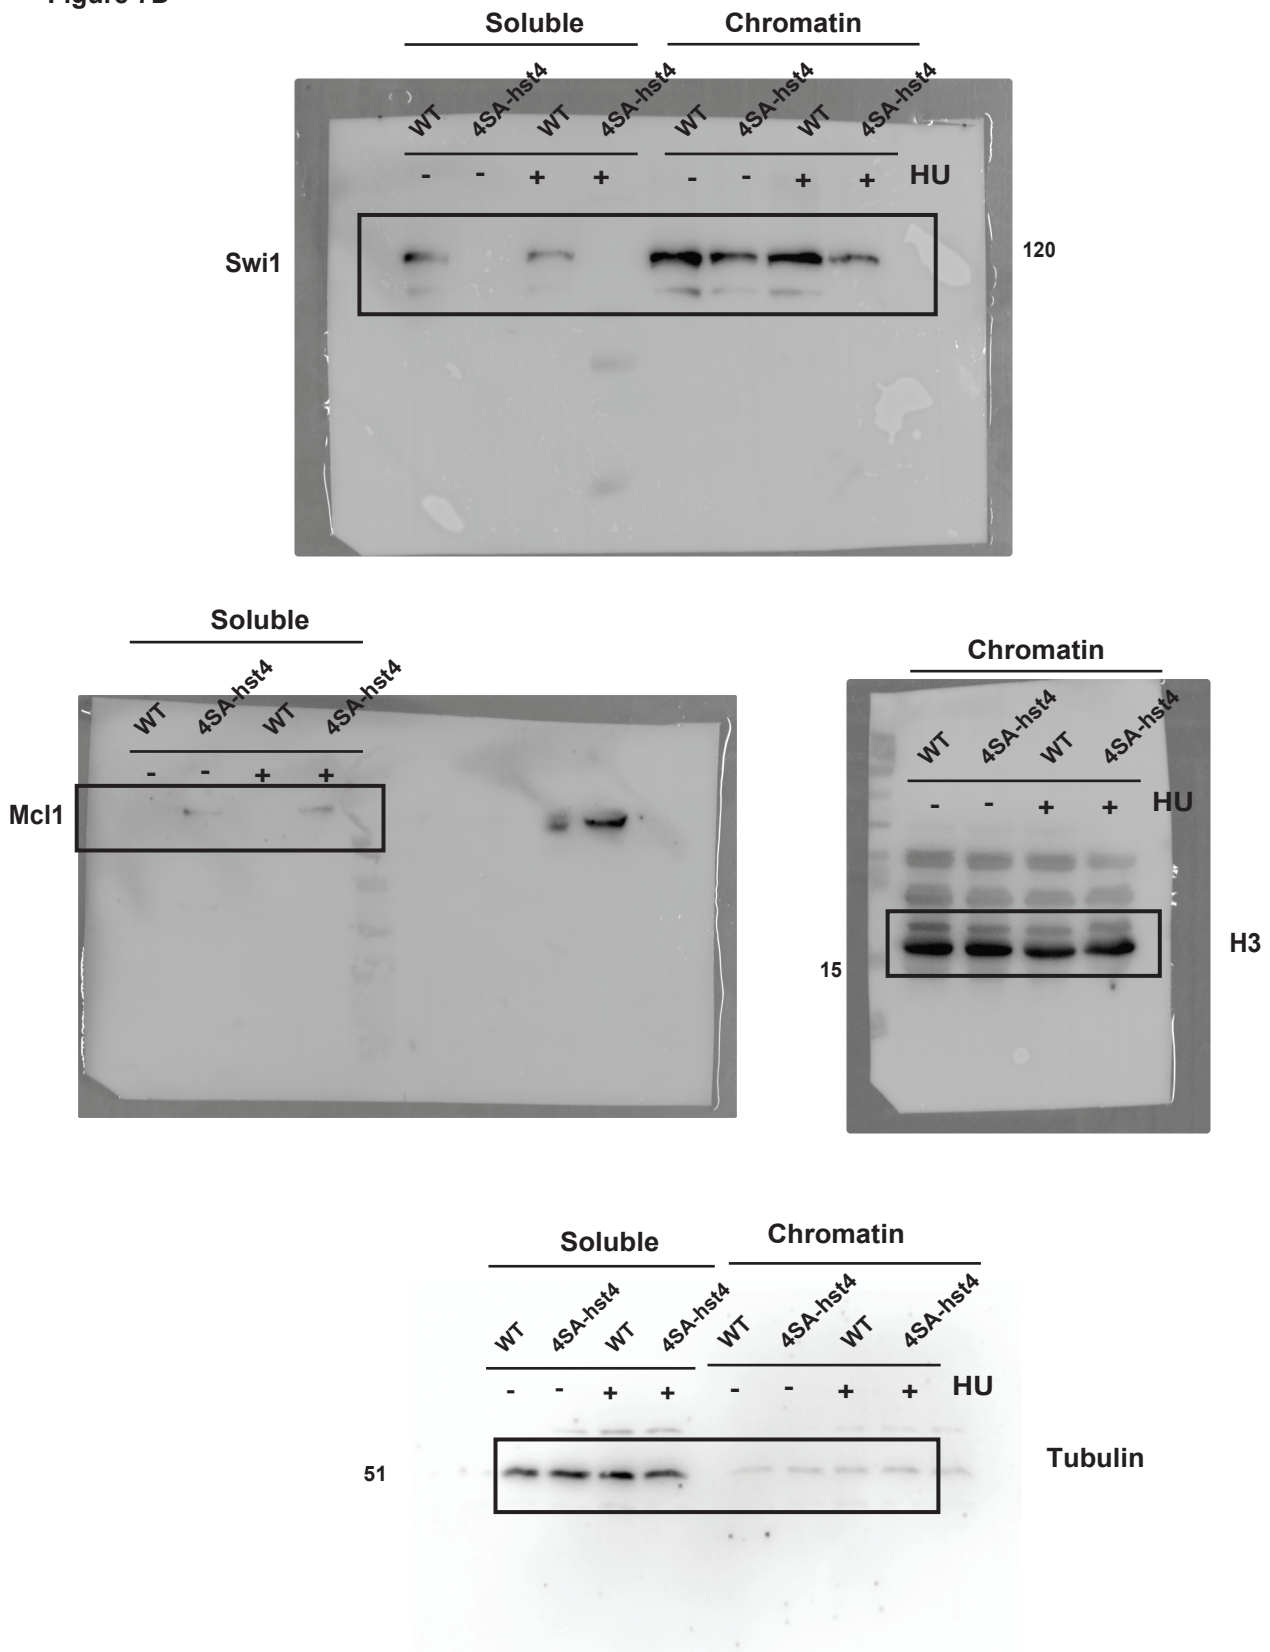 Soluble Chromatin
WT 4SA-hst4 WT 4SA-hst4 WT 4SA-hst4 WT 4SA-hst4
- - + + - - + + HU
Swi1 120
Soluble
WT 4SA-hst4 WT 4SA-hst4
- - + +
Mcl1
Chromatin
WT 4SA-hst4 WT 4SA-hst4
- - + + HU
15 H3
Soluble Chromatin
WT 4SA-hst4 WT 4SA-hst4 WT 4SA-hst4 WT 4SA-hst4
- - + + - - + + HU
51 Tubulin